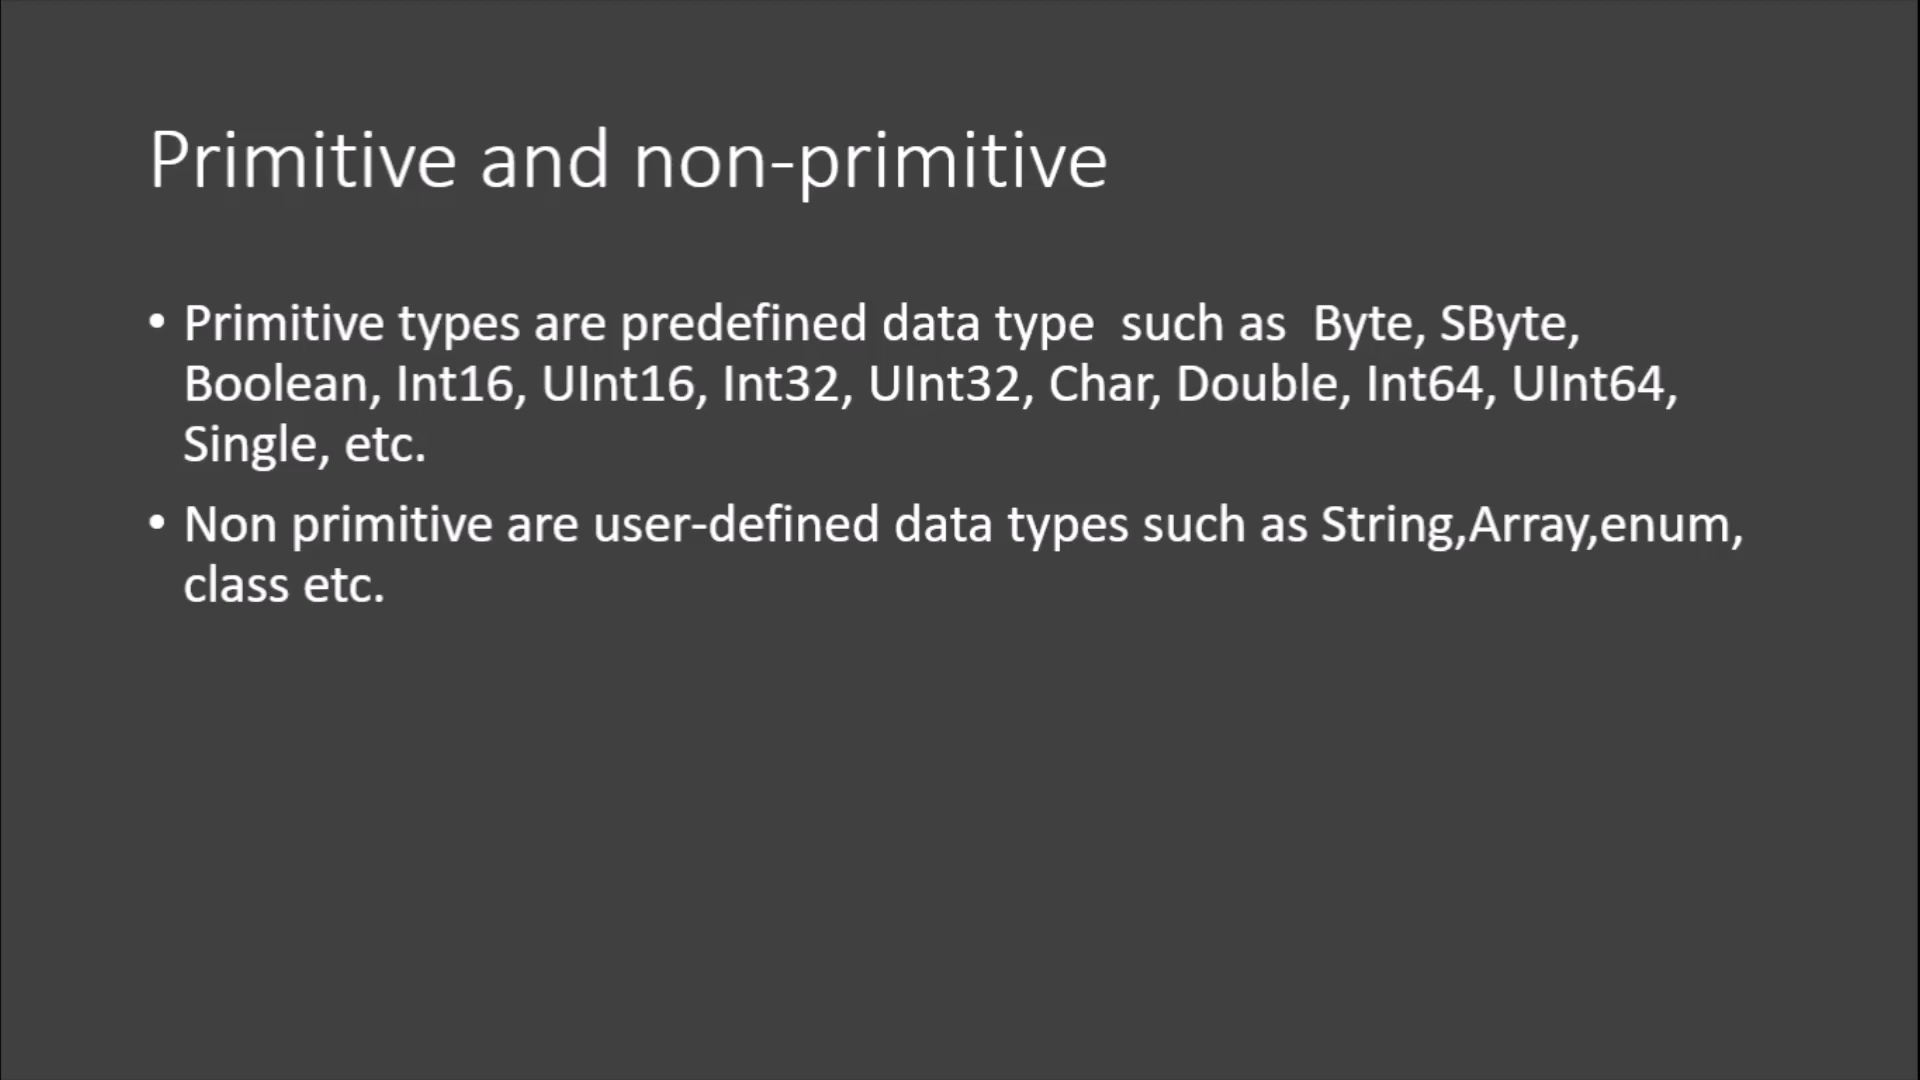 Primitive and non-primitive
• Primitive types are predefined data type  such as  Byte, SByte,
Boolean, Int16, UInt16, Int32, UInt32, Char, Double, Int64, UInt64,
Single, etc.
• Non primitive are user-defined data types such as String,Array,enum,
class etc.